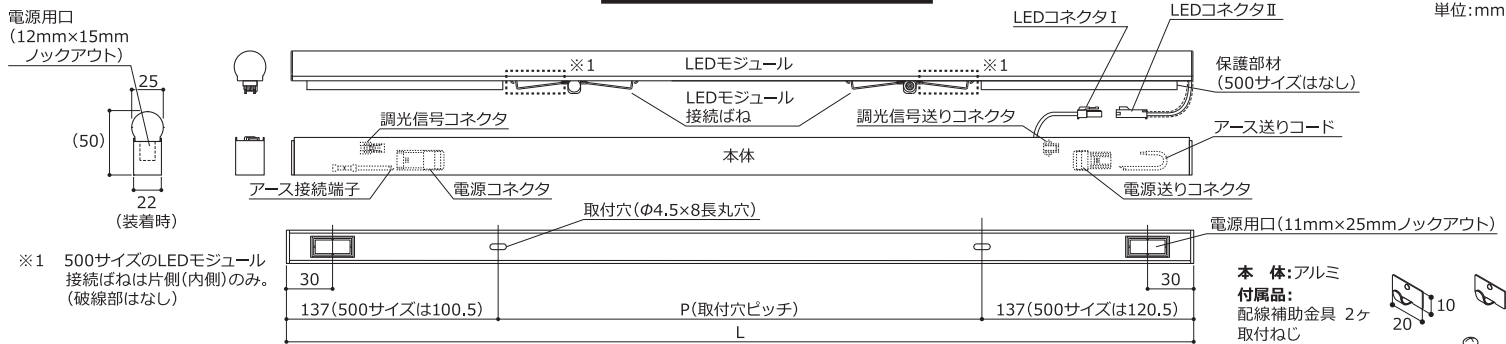 電源用口
(12mm×15mm
ノックアウト)
25
(50)
22
(装着時)
LEDコネクタⅠ
LEDコネクタⅡ
単位:mm
※1
LEDモジュール
※1
保護部材
(500サイズはなし)
LEDモジュール
接続ばね
調光信号コネクタ
調光信号送りコネクタ
アース送りコード
本体
アース接続端子
電源コネクタ
電源送りコネクタ
取付穴(Φ4.5×8長丸穴)
電源用口(11mm×25mmノックアウト)
※1 500サイズのLEDモジュール
接続ばねは片側(内側)のみ。
(破線部はなし)
30
30
137(500サイズは100.5)
P(取付穴ピッチ)
137(500サイズは120.5)
L
本 体:アルミ
付属品:
配線補助金具 2ヶ
取付ねじ
10
20